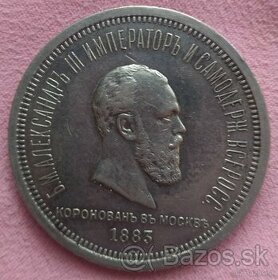 Б.М.АЛЕКСАНДРЪ III ИМПЕРАТОРЪ И САМОДЕРЖ.ВСЕРОСС.
КОРОНОВАНЪ ВЪ МОСКВѢ
1883
Bazos.sk